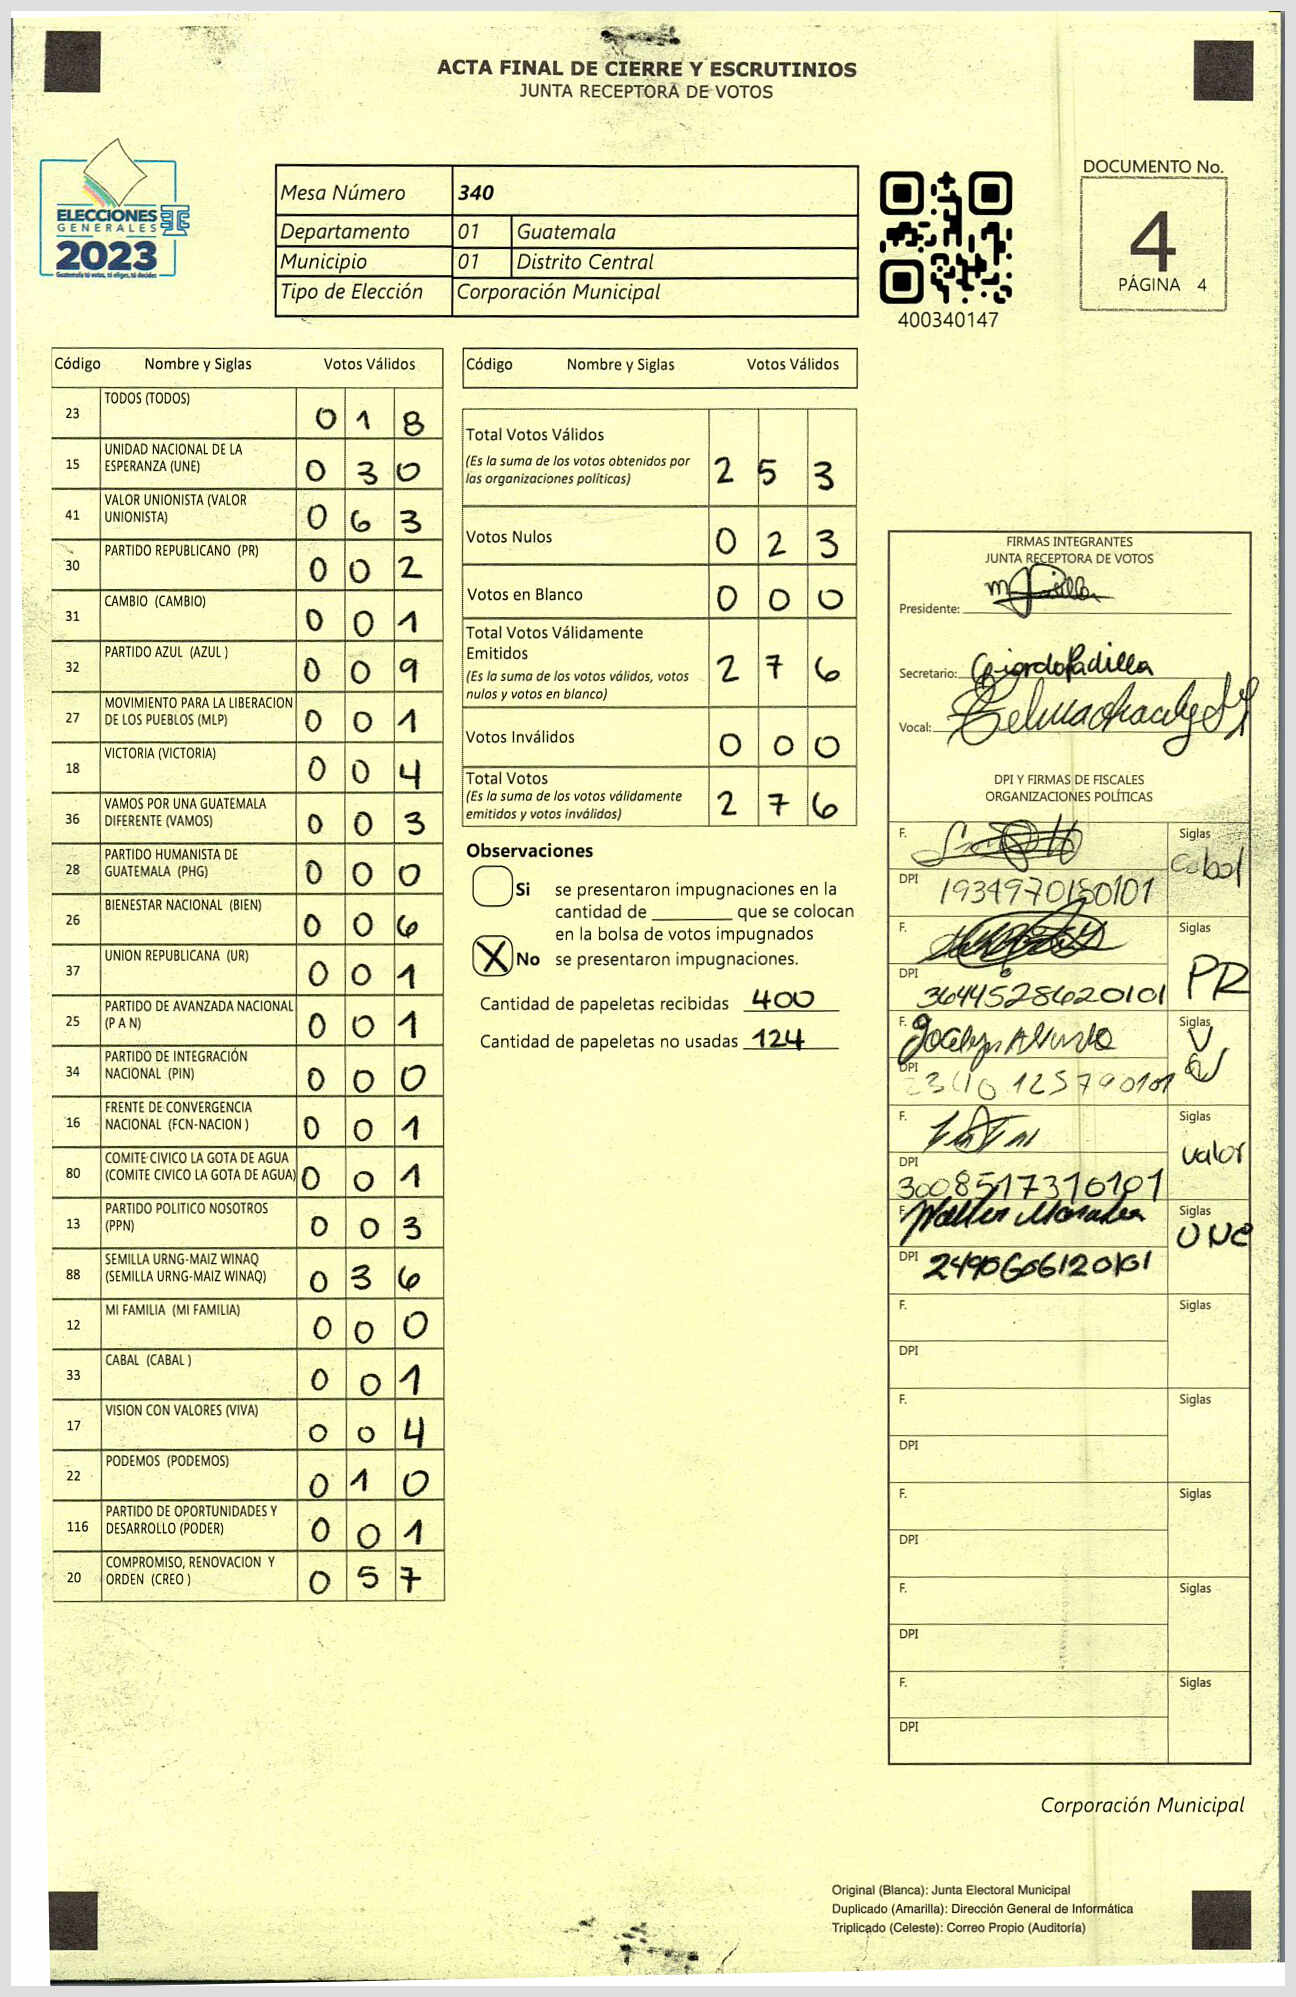 ACTA FINAL DE CIERRE Y ESCRUTINIOS
JUNTA RECEPTORA DE VOTOS
ELECCIONES
GENERALES
2023
Guatemala tú votas, tú eliges, tú decides
Mesa Número 340
Departamento 01 Guatemala
Municipio 01 Distrito Central
Tipo de Elección Corporación Municipal
400340147
DOCUMENTO No.
4
PÁGINA 4
Código Nombre y Siglas Votos Válidos
23 TODOS (TODOS) 0 1 8
15 UNIDAD NACIONAL DE LA
ESPERANZA (UNE) 0 3 0
41 VALOR UNIONISTA (VALOR
UNIONISTA) 0 6 3
30 PARTIDO REPUBLICANO (PR) 0 0 2
31 CAMBIO (CAMBIO) 0 0 1
32 PARTIDO AZUL (AZUL ) 0 0 9
27 MOVIMIENTO PARA LA LIBERACION
DE LOS PUEBLOS (MLP) 0 0 1
18 VICTORIA (VICTORIA) 0 0 4
36 VAMOS POR UNA GUATEMALA
DIFERENTE (VAMOS) 0 0 3
28 PARTIDO HUMANISTA DE
GUATEMALA (PHG) 0 0 0
26 BIENESTAR NACIONAL (BIEN) 0 0 6
37 UNION REPUBLICANA (UR) 0 0 1
25 PARTIDO DE AVANZADA NACIONAL
(P A N) 0 0 1
34 PARTIDO DE INTEGRACIÓN
NACIONAL (PIN) 0 0 0
16 FRENTE DE CONVERGENCIA
NACIONAL (FCN-NACION ) 0 0 1
80 COMITE CIVICO LA GOTA DE AGUA
(COMITE CIVICO LA GOTA DE AGUA) 0 0 1
13 PARTIDO POLITICO NOSOTROS
(PPN) 0 0 3
88 SEMILLA URNG-MAIZ WINAQ
(SEMILLA URNG-MAIZ WINAQ) 0 3 6
12 MI FAMILIA (MI FAMILIA) 0 0 0
33 CABAL (CABAL ) 0 0 1
17 VISION CON VALORES (VIVA) 0 0 4
22 PODEMOS (PODEMOS) 0 1 0
116 PARTIDO DE OPORTUNIDADES Y
DESARROLLO (PODER) 0 0 1
20 COMPROMISO, RENOVACION Y
ORDEN (CREO ) 0 5 7
Código Nombre y Siglas Votos Válidos
Total Votos Válidos
(Es la suma de los votos obtenidos por
las organizaciones políticas) 2 5 3
Votos Nulos 0 2 3
Votos en Blanco 0 0 0
Total Votos Válidamente
Emitidos
(Es la suma de los votos válidos, votos
nulos y votos en blanco) 2 7 6
Votos Inválidos 0 0 0
Total Votos
(Es la suma de los votos válidamente
emitidos y votos inválidos) 2 7 6
Observaciones
Si se presentaron impugnaciones en la
cantidad de ________ que se colocan
en la bolsa de votos impugnados
X No se presentaron impugnaciones.
Cantidad de papeletas recibidas 400
Cantidad de papeletas no usadas 124
FIRMAS INTEGRANTES
JUNTA RECEPTORA DE VOTOS
Presidente:
Secretario: Padilla
Vocal:
DPI Y FIRMAS DE FISCALES
ORGANIZACIONES POLÍTICAS
F. Siglas
Cabal
DPI 1934970150101
F. Siglas
PR
DPI 3644528620101
F. Jocelyn Siglas
DPI
F. Siglas
valor
DPI 3008517310101
F. Walter Morales Siglas
UNE
DPI 2490606120101
F. Siglas
DPI
F. Siglas
DPI
F. Siglas
DPI
F. Siglas
DPI
F. Siglas
DPI
Corporación Municipal
Original (Blanca): Junta Electoral Municipal
Duplicado (Amarilla): Dirección General de Informática
Triplicado (Celeste): Correo Propio (Auditoría)